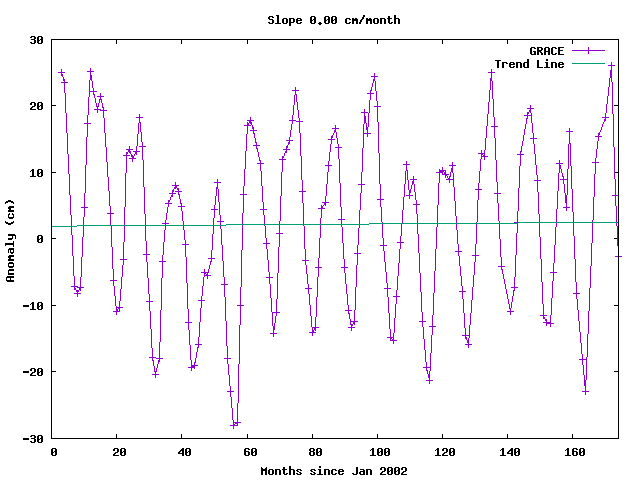 Slope 0.00 cm/month
GRACE
Trend Line
30
20
10
0
-10
-20
-30
Anomaly (cm)
0 20 40 60 80 100 120 140 160
Months since Jan 2002